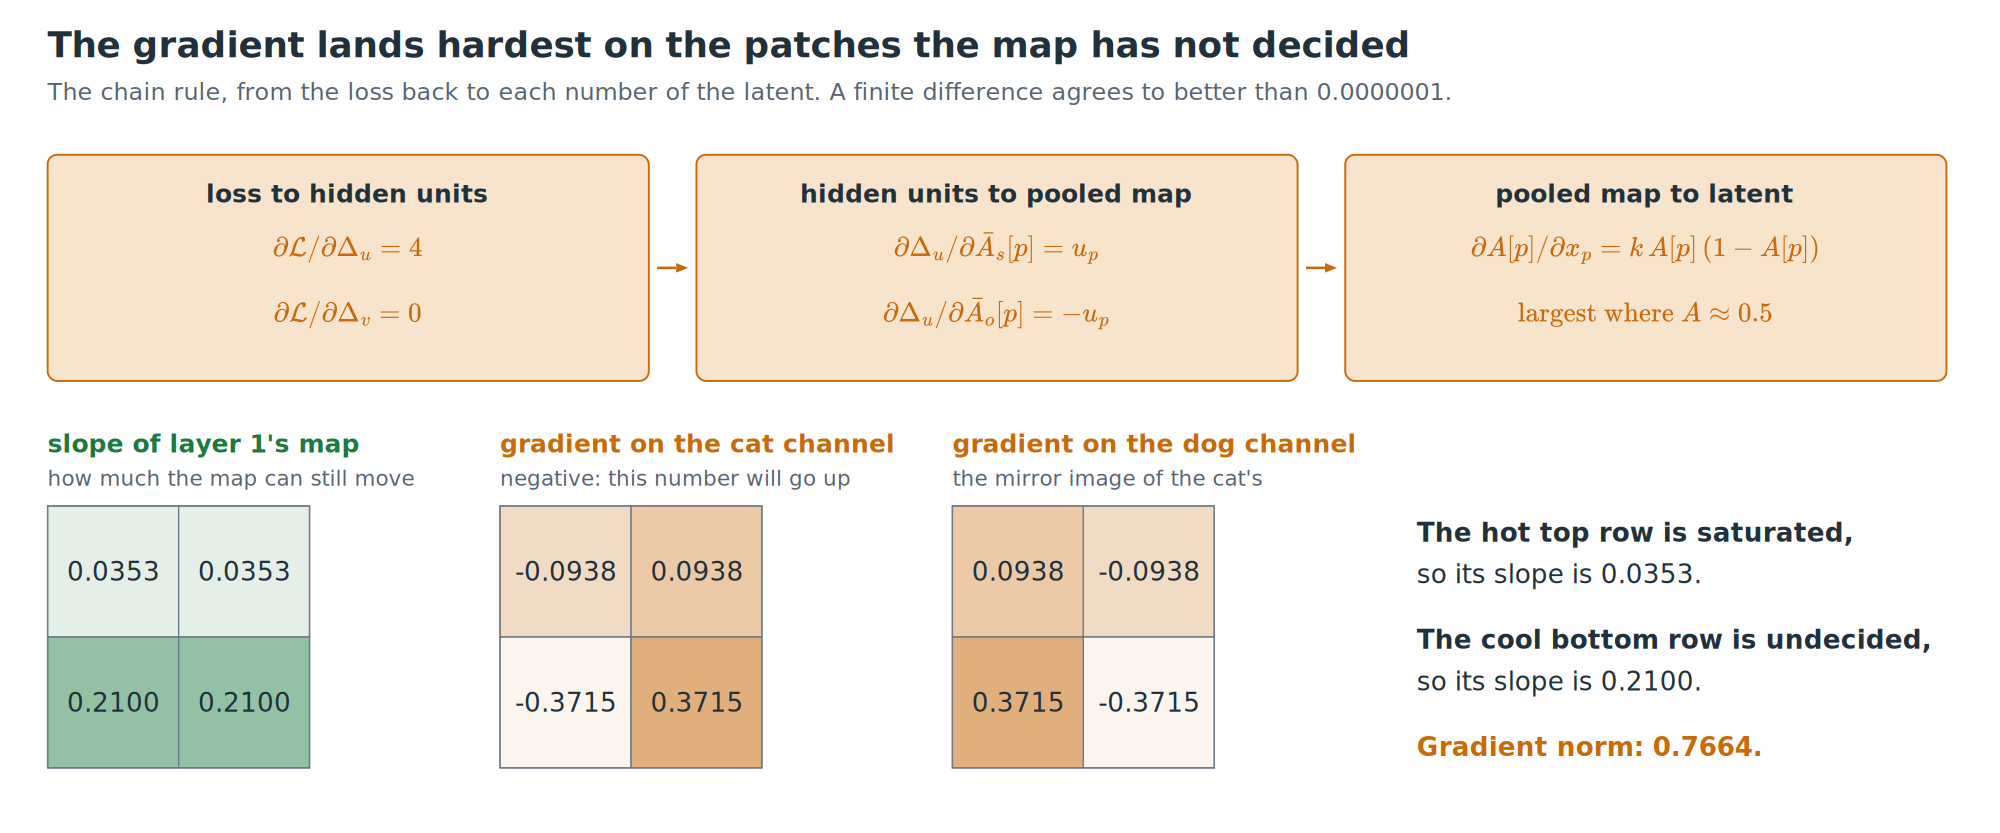 The gradient lands hardest on the patches the map has not decided
The chain rule, from the loss back to each number of the latent. A finite difference agrees to better than 0.0000001.
loss to hidden units
∂ℒ/∂Δ_u = 4
∂ℒ/∂Δ_v = 0
hidden units to pooled map
∂Δ_u/∂Ā_s[p] = u_p
∂Δ_u/∂Ā_o[p] = −u_p
pooled map to latent
∂A[p]/∂x_p = k A[p] (1 − A[p])
largest where A ≈ 0.5
slope of layer 1's map
how much the map can still move
0.0353 0.0353
0.2100 0.2100
gradient on the cat channel
negative: this number will go up
-0.0938 0.0938
-0.3715 0.3715
gradient on the dog channel
the mirror image of the cat's
0.0938 -0.0938
0.3715 -0.3715
The hot top row is saturated,
so its slope is 0.0353.
The cool bottom row is undecided,
so its slope is 0.2100.
Gradient norm: 0.7664.